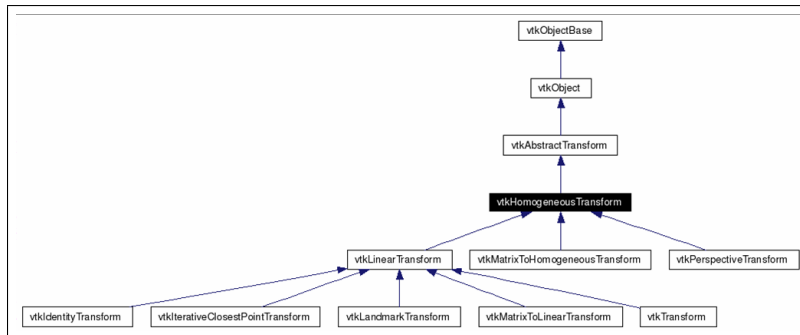 vtkObjectBase
vtkObject
vtkAbstractTransform
vtkHomogeneousTransform
vtkLinearTransform
vtkMatrixToHomogeneousTransform
vtkPerspectiveTransform
vtkIdentityTransform
vtkIterativeClosestPointTransform
vtkLandmarkTransform
vtkMatrixToLinearTransform
vtkTransform